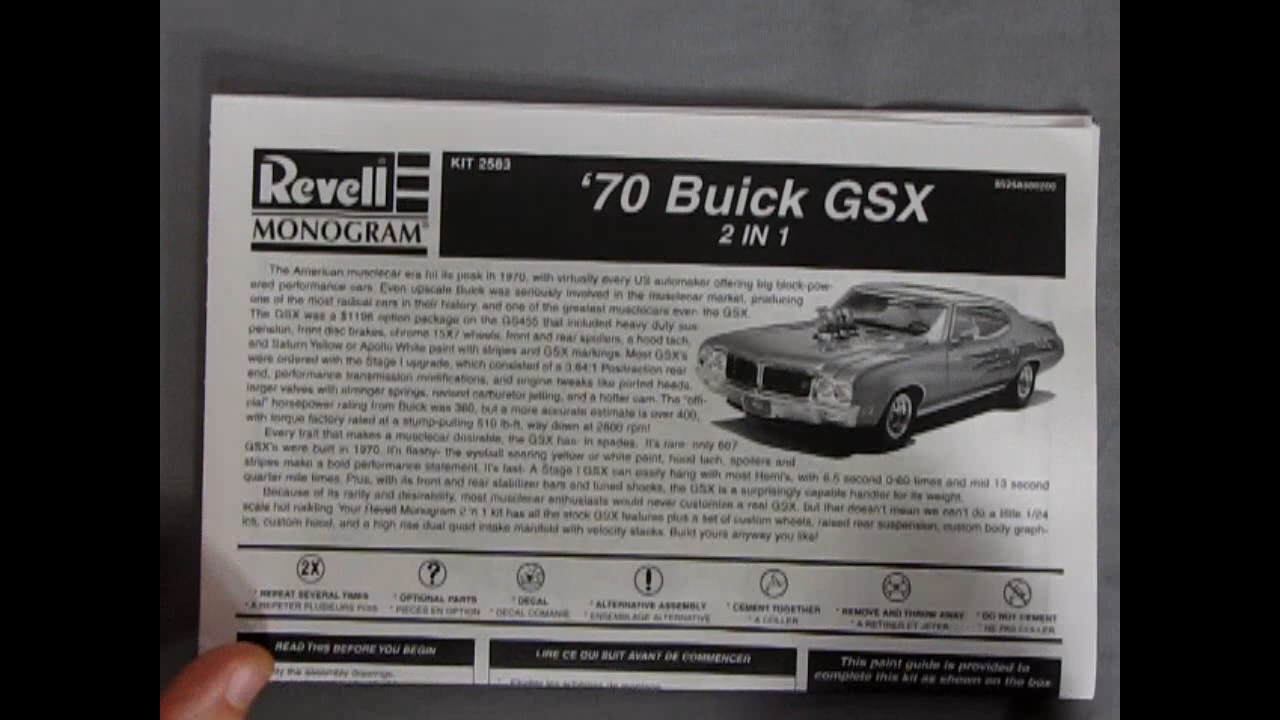 Revell
MONOGRAM
KIT 2583
'70 Buick GSX
2 IN 1
The American musclecar era hit its peak in 1970, with virtually every US automaker offering big block-pow-
ered performance cars. Even upscale Buick was seriously involved in the musclecar market, producing
one of the most radical cars in their history, and one of the greatest musclecars ever- the GSX.
The GSX was a $1196 option package on the GS455 that included heavy duty sus-
pension, front disc brakes, chrome 15X7 wheels, front and rear spoilers, a hood tach,
and Saturn Yellow or Apollo White paint with stripes and GSX markings. Most GSX's
were ordered with the Stage I upgrade, which consisted of a 3.64:1 Positraction rear
end, performance transmission modifications, and engine tweaks like ported heads,
larger valves with stronger springs, revised carburetor jetting, and a hotter cam. The "offi-
cial" horsepower rating from Buick was 360, but a more accurate estimate is over 400,
with torque factory rated at a stump-pulling 510 lb-ft, way down at 2800 rpm!
Every trait that makes a musclecar desirable, the GSX has- in spades. It's rare- only 687
GSX's were built in 1970. It's flashy- the eyeball searing yellow or white paint, hood tach, spoilers and
stripes make a bold performance statement. It's fast- A Stage I GSX can easily hang with most Hemi's, with 6.5 second 0-60 times and mid 13 second
quarter mile times. Plus, with its front and rear stabilizer bars and tuned shocks, the GSX is a surprisingly capable handler for its weight.
Because of its rarity and desirability, most musclecar enthusiasts would never customize a real GSX, but that doesn't mean we can't do a little 1/24
scale hot rodding. Your Revell Monogram 2 'n 1 kit has all the stock GSX features plus a set of custom wheels, raised rear suspension, custom body graph-
ics, custom hood, and a high rise dual quad intake manifold with velocity stacks. Build yours anyway you like!
2X ? !
* REPEAT SEVERAL TIMES * OPTIONAL PARTS * DECAL * ALTERNATIVE ASSEMBLY * CEMENT TOGETHER * REMOVE AND THROW AWAY * DO NOT CEMENT
* A REPETER PLUSIEURS FOIS * PIECES EN OPTION * DECALCOMANIE * ENSEMBLAGE ALTERNATIVE * A COLLER * A RETIRER ET JETER * NE PAS COLLER
READ THIS BEFORE YOU BEGIN
the assembly drawings.
LIRE CE QUI SUIT AVANT DE COMMENCER
* Etudier les schémas de montage.
This paint guide is provided to
complete this kit as shown on the box